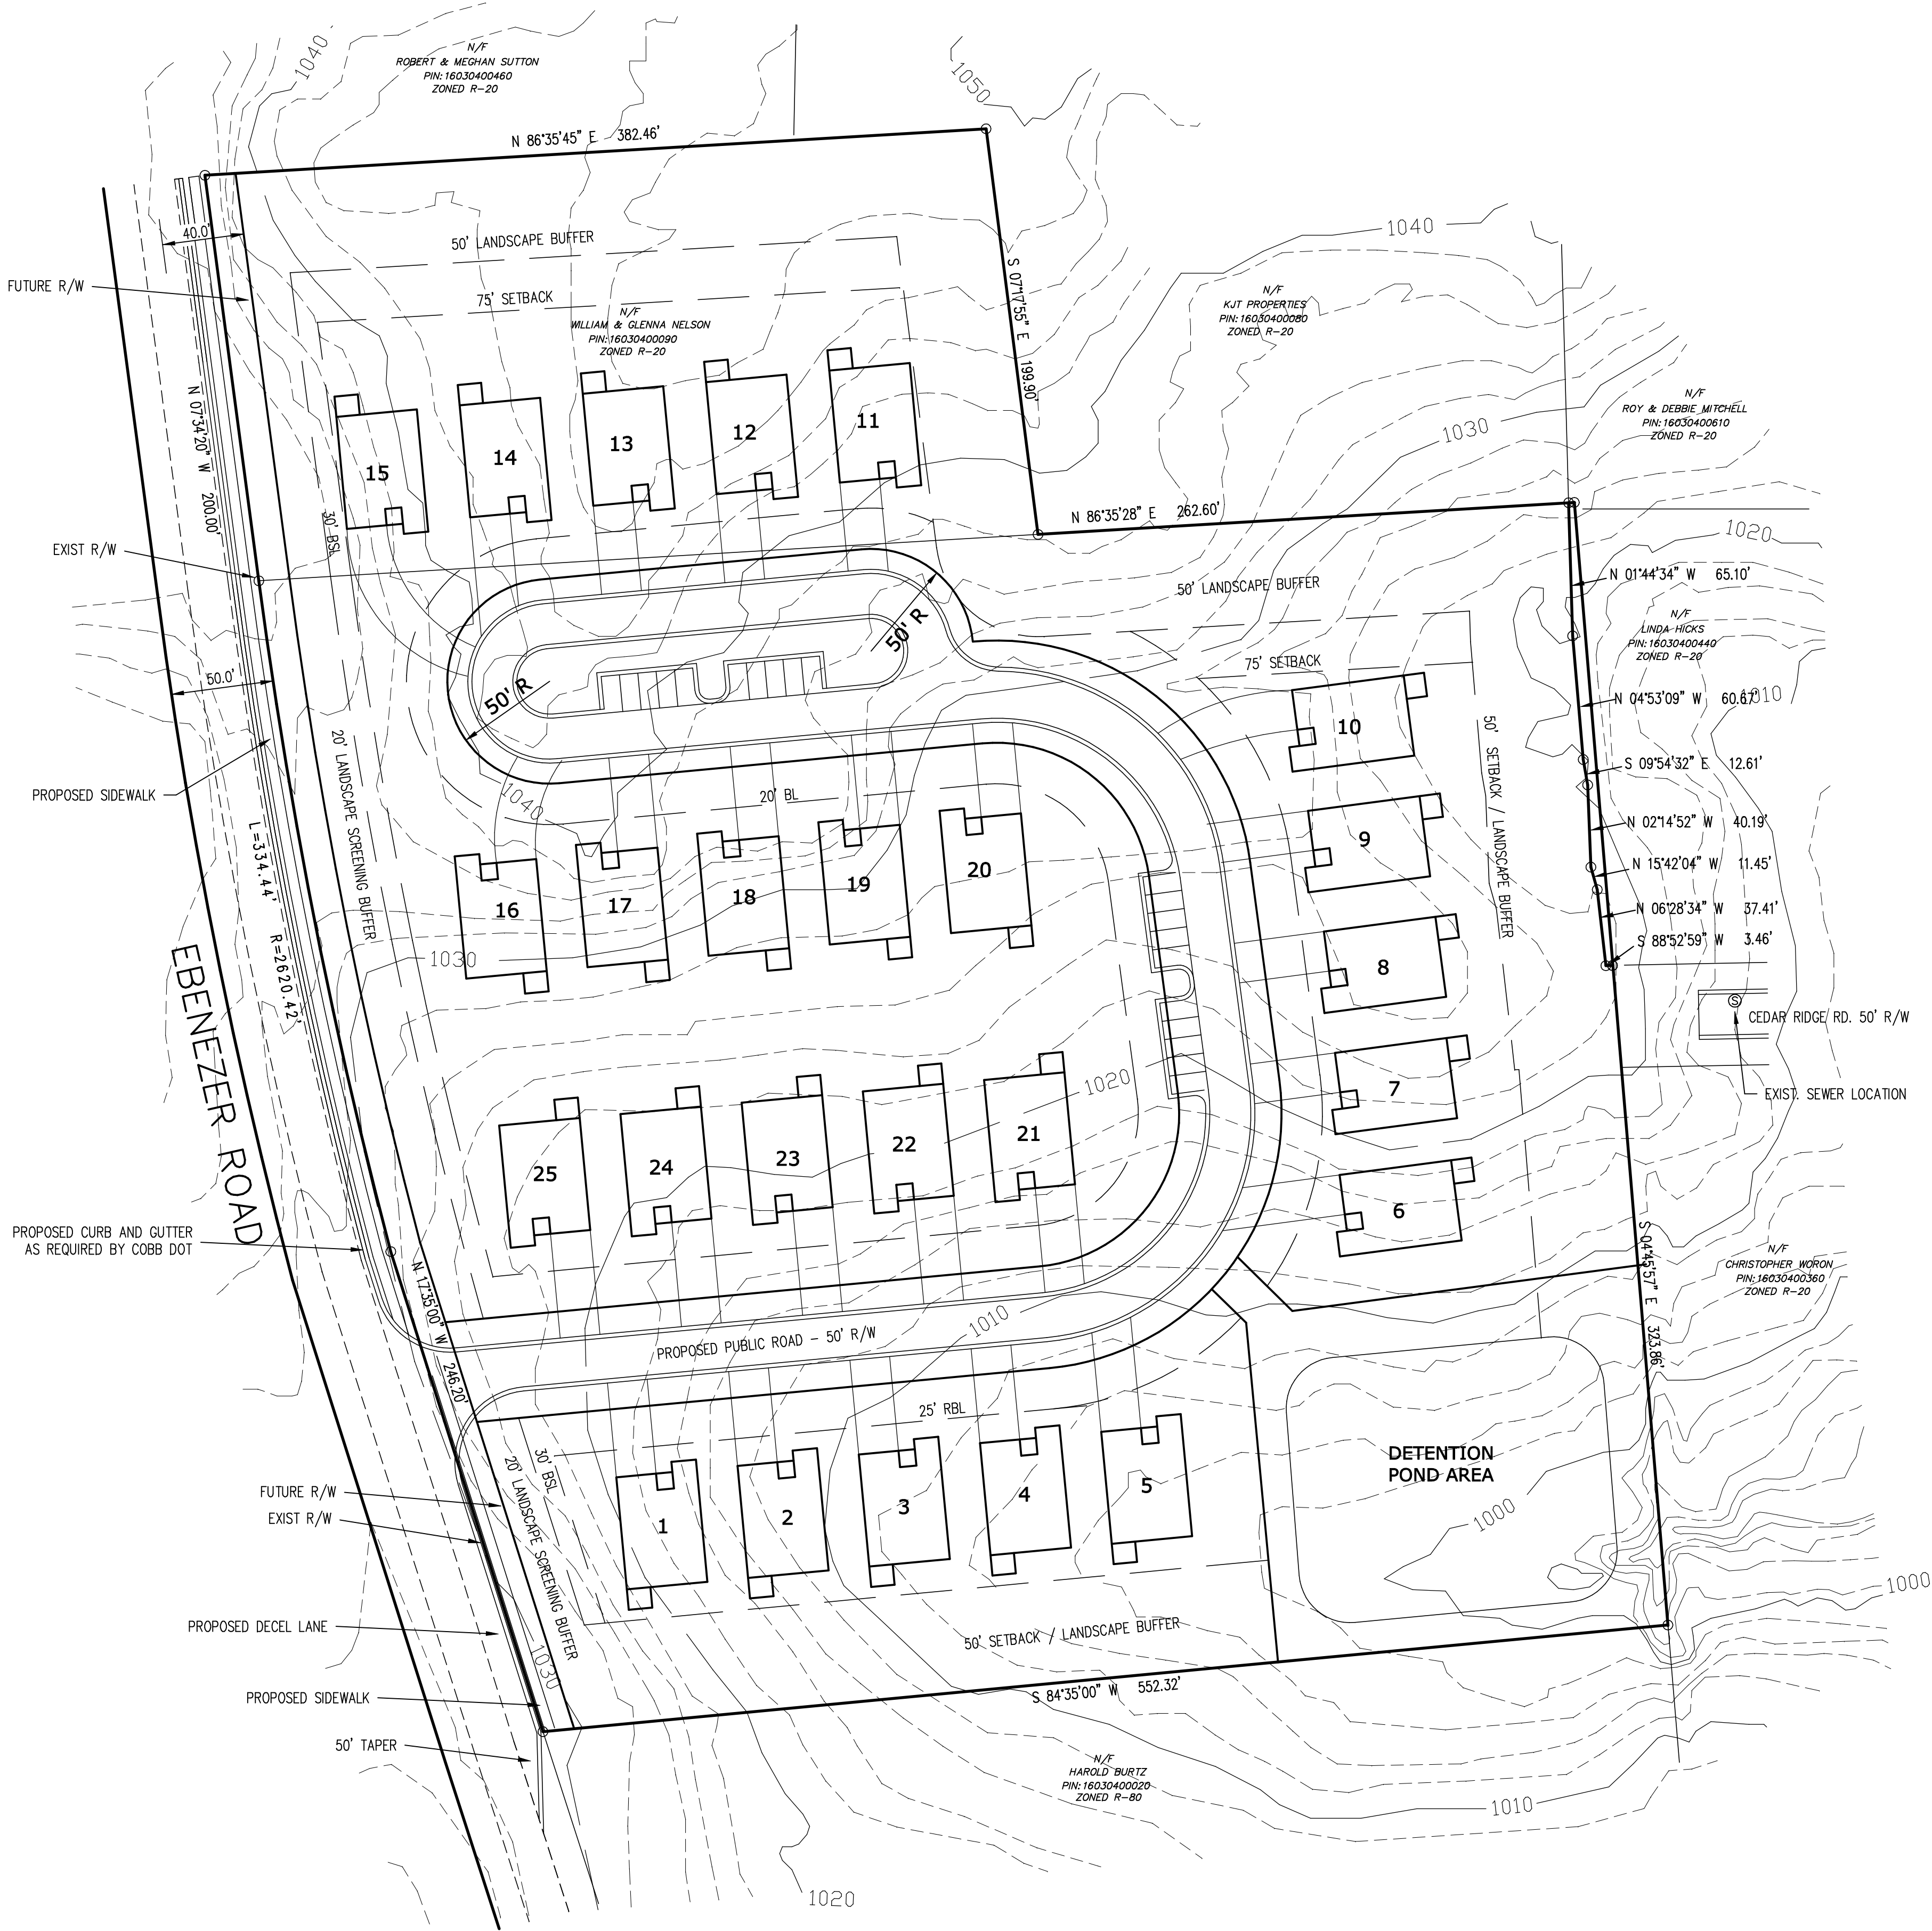 1040
N/F
ROBERT & MEGHAN SUTTON
PIN:16030400460
ZONED R-20
1050
N 86°35'45" E 382.46'
40.0'
50' LANDSCAPE BUFFER
1040
FUTURE R/W
75' SETBACK
S 07°17'55" E 199.90'
N/F
KJT PROPERTIES
PIN:16030400080
ZONED R-20
N/F
WILLIAM & GLENNA NELSON
PIN:16030400090
ZONED R-20
N 07°34'20" W 200.00'
15
14
13
12
11
1030
N/F
ROY & DEBBIE MITCHELL
PIN:16030400610
ZONED R-20
30' BSL
N 86°35'28" E 262.60'
1020
EXIST R/W
50' LANDSCAPE BUFFER
N 01°44'34" W 65.10'
N/F
LINDA HICKS
PIN:16030400440
ZONED R-20
50' R
50' R
75' SETBACK
50.0'
N 04°53'09" W 60.67'
1010
10
50' SETBACK / LANDSCAPE BUFFER
S 09°54'32" E 12.61'
PROPOSED SIDEWALK
20' LANDSCAPE SCREENING BUFFER
1040
20' BL
N 02°14'52" W 40.19'
L=334.44' R=2620.42'
9
N 15°42'04" W 11.45'
16
17
18
19
20
N 06°28'34" W 37.41'
S 88°52'59" W 3.46'
1030
8
EBENEZER ROAD
CEDAR RIDGE RD. 50' R/W
7
1020
EXIST. SEWER LOCATION
25
24
23
22
21
6
PROPOSED CURB AND GUTTER
AS REQUIRED BY COBB DOT
S 04°45'57" E 323.86'
N/F
CHRISTOPHER WORON
PIN:16030400360
ZONED R-20
N 17°35'00" W 246.20'
PROPOSED PUBLIC ROAD - 50' R/W
1010
25' RBL
DETENTION
POND AREA
30' BSL
20' LANDSCAPE SCREENING BUFFER
FUTURE R/W
EXIST R/W
1
2
3
4
5
1000
1000
PROPOSED DECEL LANE
50' SETBACK / LANDSCAPE BUFFER
1030
PROPOSED SIDEWALK
S 84°35'00" W 552.32'
50' TAPER
N/F
HAROLD BURTZ
PIN:16030400020
ZONED R-80
1010
1020
S